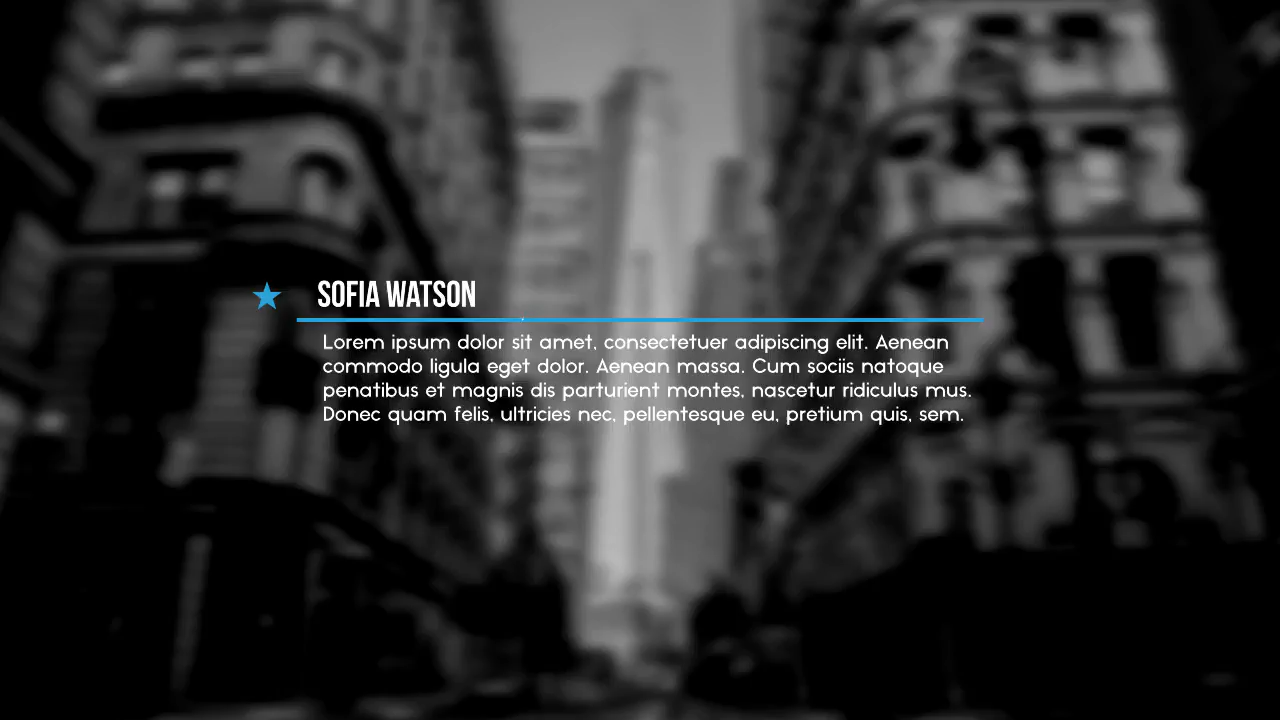 SOFIA WATSON
Lorem ipsum dolor sit amet, consectetuer adipiscing elit. Aenean
commodo ligula eget dolor. Aenean massa. Cum sociis natoque
penatibus et magnis dis parturient montes, nascetur ridiculus mus.
Donec quam felis, ultricies nec, pellentesque eu, pretium quis, sem.